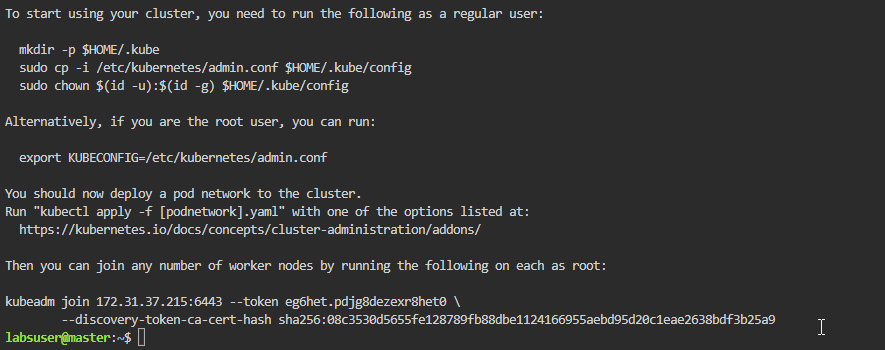 To start using your cluster, you need to run the following as a regular user:
mkdir -p $HOME/.kube
sudo cp -i /etc/kubernetes/admin.conf $HOME/.kube/config
sudo chown $(id -u):$(id -g) $HOME/.kube/config
Alternatively, if you are the root user, you can run:
export KUBECONFIG=/etc/kubernetes/admin.conf
You should now deploy a pod network to the cluster.
Run "kubectl apply -f [podnetwork].yaml" with one of the options listed at:
https://kubernetes.io/docs/concepts/cluster-administration/addons/
Then you can join any number of worker nodes by running the following on each as root:
kubeadm join 172.31.37.215:6443 --token eg6het.pdjg8dezexr8het0 \
--discovery-token-ca-cert-hash sha256:08c3530d5655fe128789fb88dbe1124166955aebd95d20c1eae2638bdf3b25a9
labsuser@master:~$